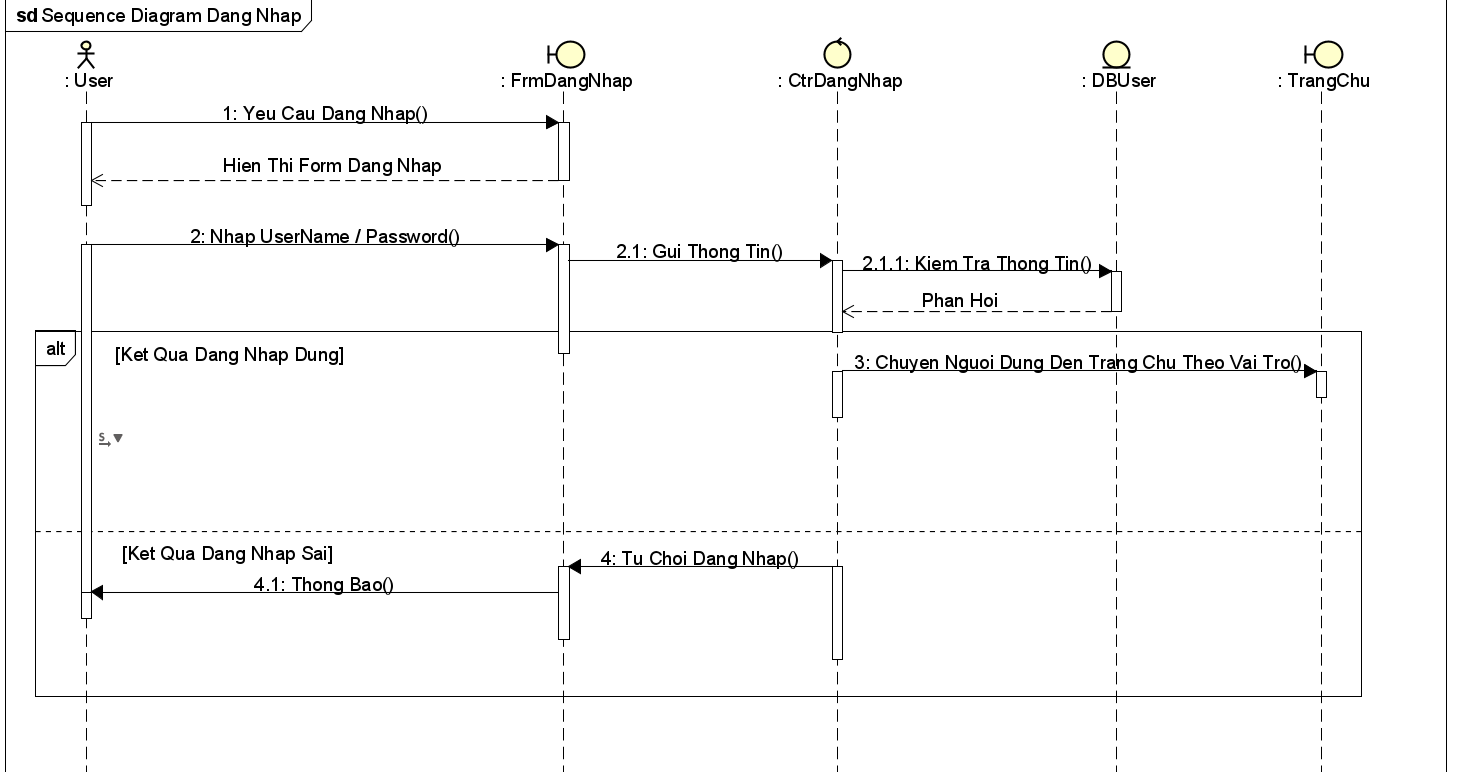 sd Sequence Diagram Dang Nhap
: User
: FrmDangNhap
: CtrDangNhap
: DBUser
: TrangChu
1: Yeu Cau Dang Nhap()
Hien Thi Form Dang Nhap
2: Nhap UserName / Password()
2.1: Gui Thong Tin()
2.1.1: Kiem Tra Thong Tin()
Phan Hoi
alt
[Ket Qua Dang Nhap Dung]
3: Chuyen Nguoi Dung Den Trang Chu Theo Vai Tro()
S
[Ket Qua Dang Nhap Sai]
4: Tu Choi Dang Nhap()
4.1: Thong Bao()